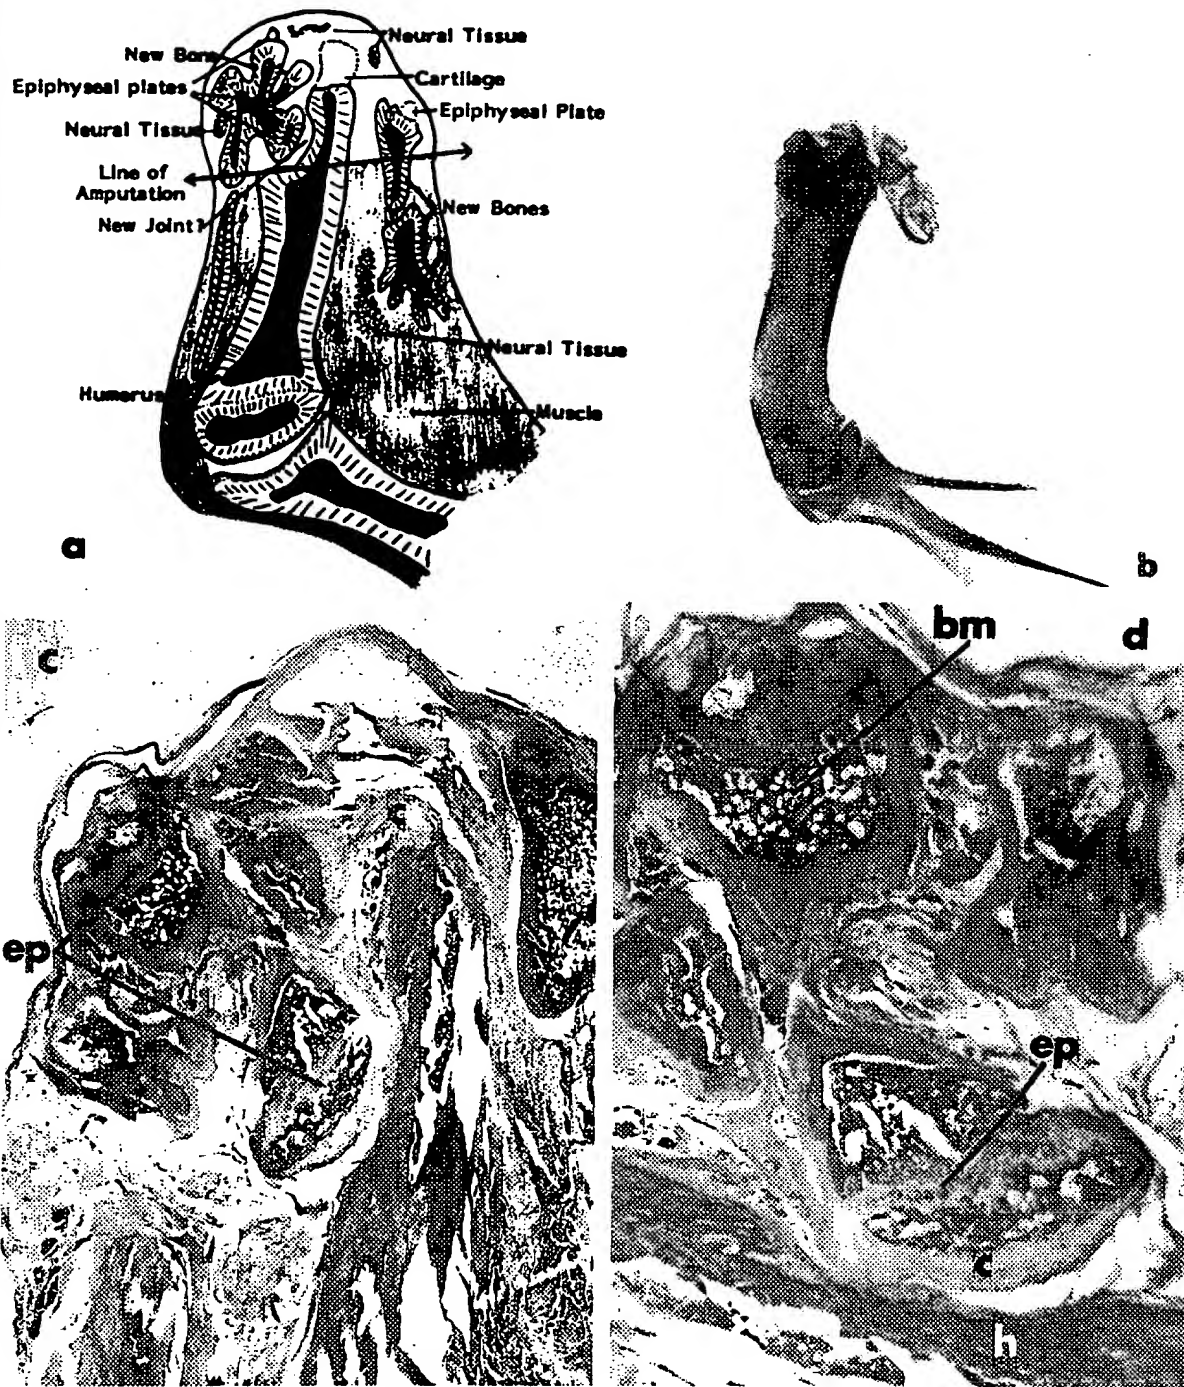 Neural Tissue
New Bone
Epiphyseal plates
Cartilage
Epiphyseal Plate
Neural Tissue
Line of
Amputation
New Joint?
New Bones
Neural Tissue
Humerus
Muscle
a
b
c
ep
bm
d
ep
c
h